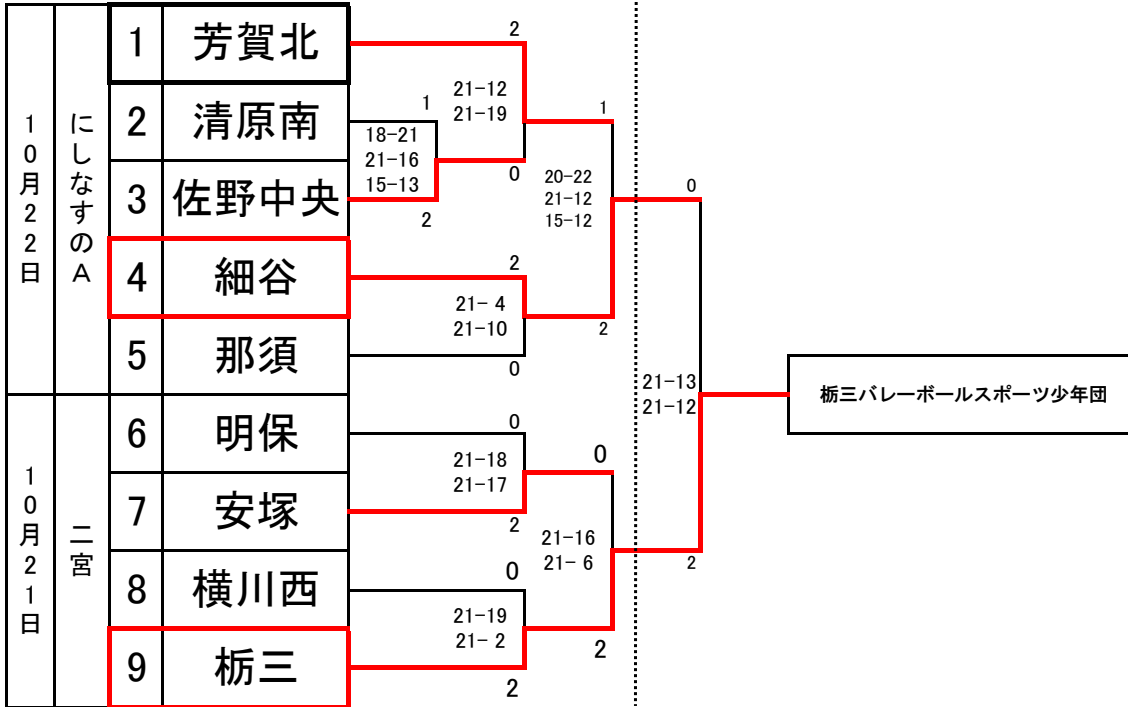 10月22日
にしなすのA
1 芳賀北
2 清原南
3 佐野中央
4 細谷
5 那須
10月21日
二宮
6 明保
7 安塚
8 横川西
9 栃三
2
21-12
21-19
0
1
18-21
21-16
15-13
2
2
21- 4
21-10
0
1
20-22
21-12
15-12
2
0
21-18
21-17
2
0
21-19
21- 2
2
0
21-16
21- 6
2
0
21-13
21-12
2
栃三バレーボールスポーツ少年団